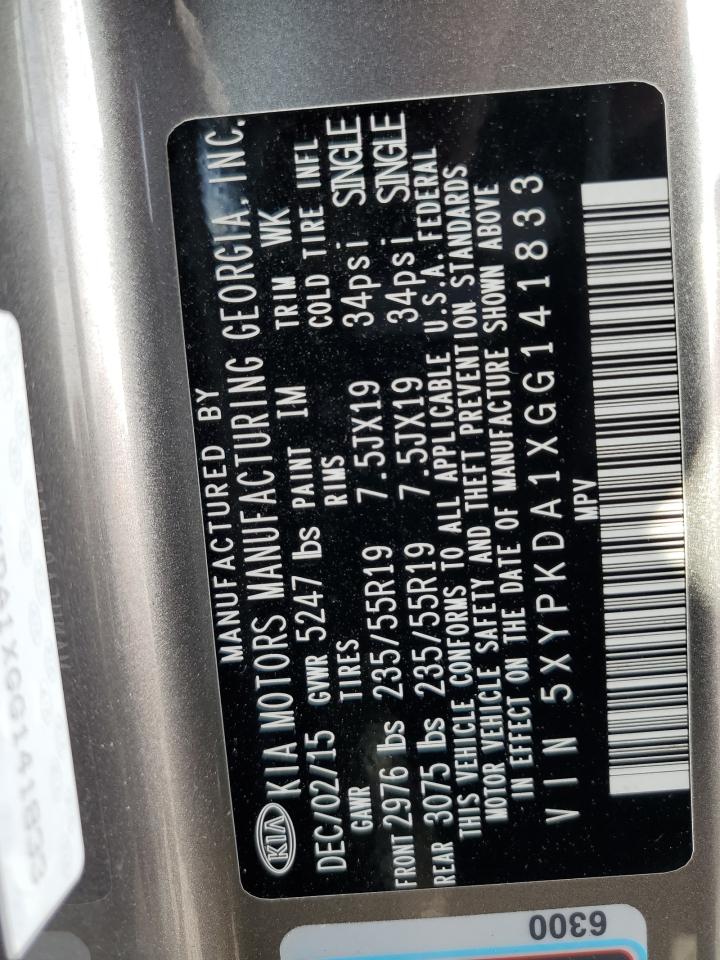 MANUFACTURED BY
KIA KIA MOTORS MANUFACTURING GEORGIA, INC.
DEC/02/15 GWR 5247 lbs PAINT IM TRIM WK
GAWR TIRES RIMS COLD TIRE INFL
FRONT 2976 lbs 235/55R19 7.5JX19 34psi SINGLE
REAR 3075 lbs 235/55R19 7.5JX19 34psi SINGLE
THIS VEHICLE CONFORMS TO ALL APPLICABLE U.S.A. FEDERAL
MOTOR VEHICLE SAFETY AND THEFT PREVENTION STANDARDS
IN EFFECT ON THE DATE OF MANUFACTURE SHOWN ABOVE
VIN 5XYPKDA1XGG141833
MPV
6300